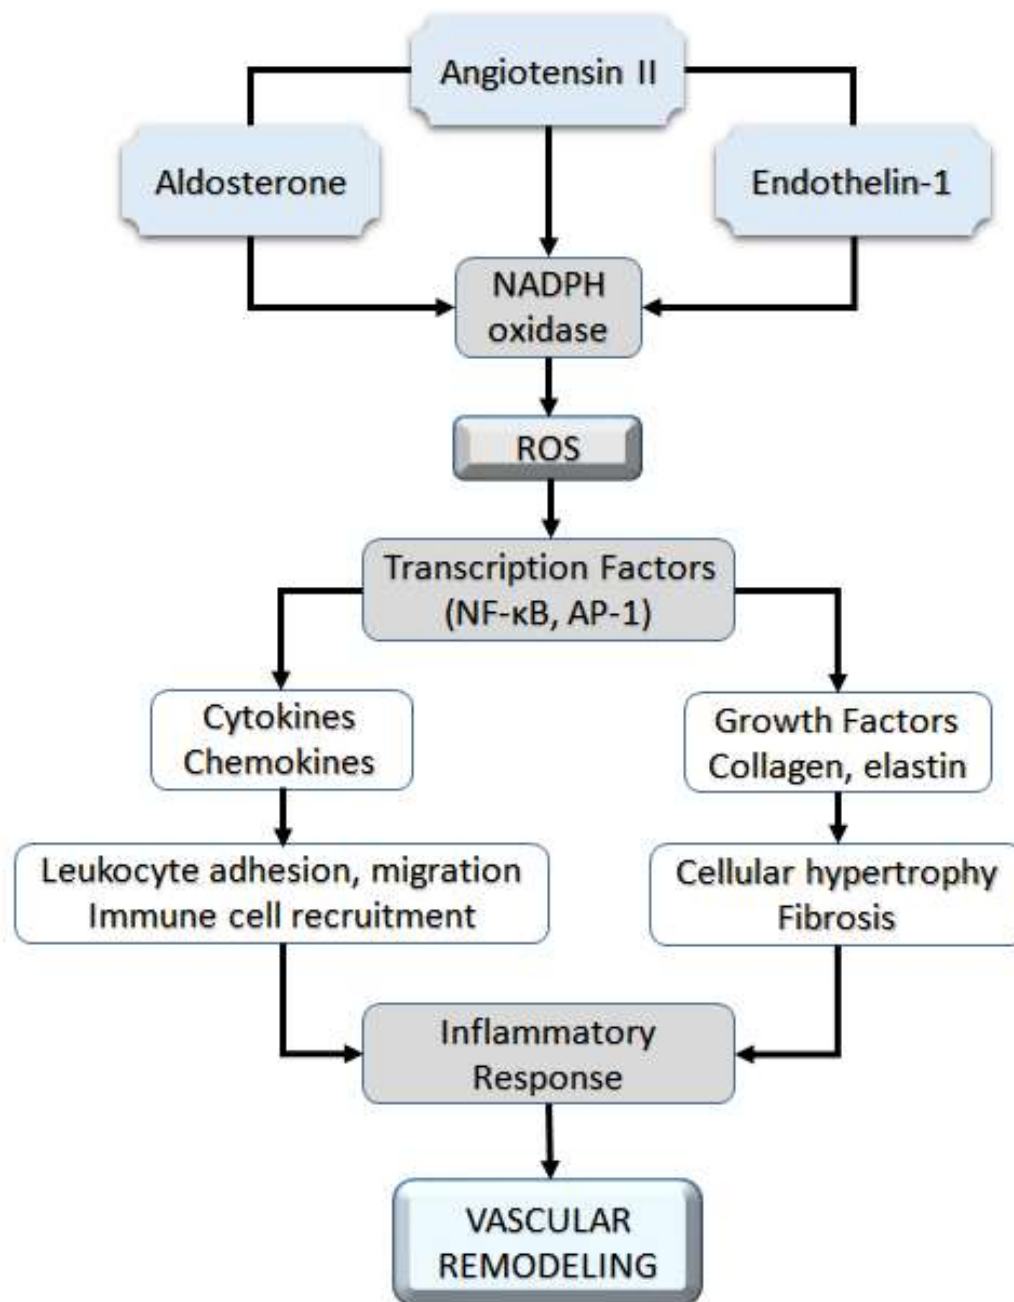 Angiotensin II
Aldosterone
Endothelin-1
NADPH
oxidase
ROS
Transcription Factors
(NF-κB, AP-1)
Cytokines
Chemokines
Growth Factors
Collagen, elastin
Leukocyte adhesion, migration
Immune cell recruitment
Cellular hypertrophy
Fibrosis
Inflammatory
Response
VASCULAR
REMODELING